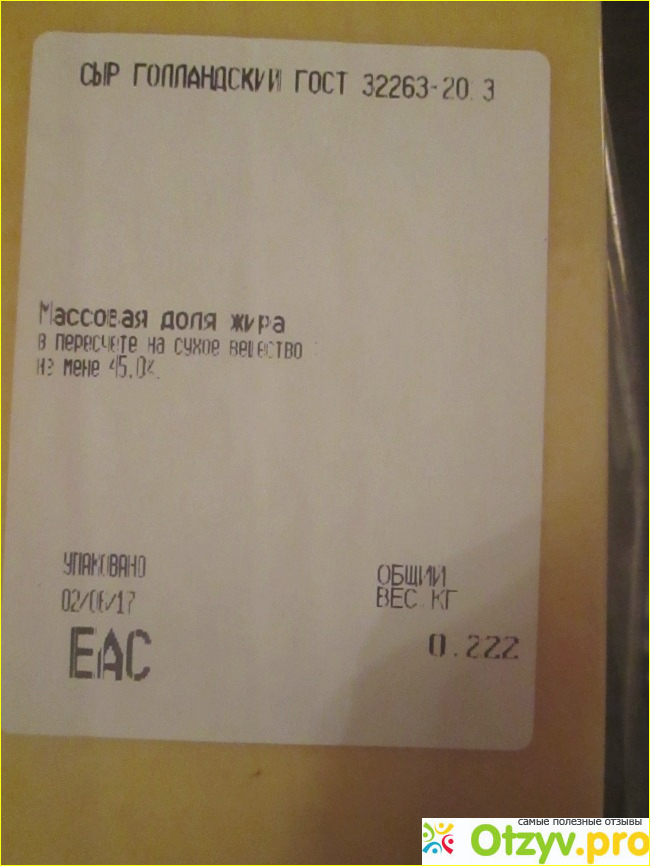 СЫР ГОЛЛАНДСКИЙ ГОСТ 32263-20 3
Массовая доля жира
в пересчете на сухое вещество
не мене 45.0%
УПАКОВАНО
02/06/17
ОБЩИЙ
ВЕС КГ
EAC
0.222
самые полезные отзывы
Otzyv.pro